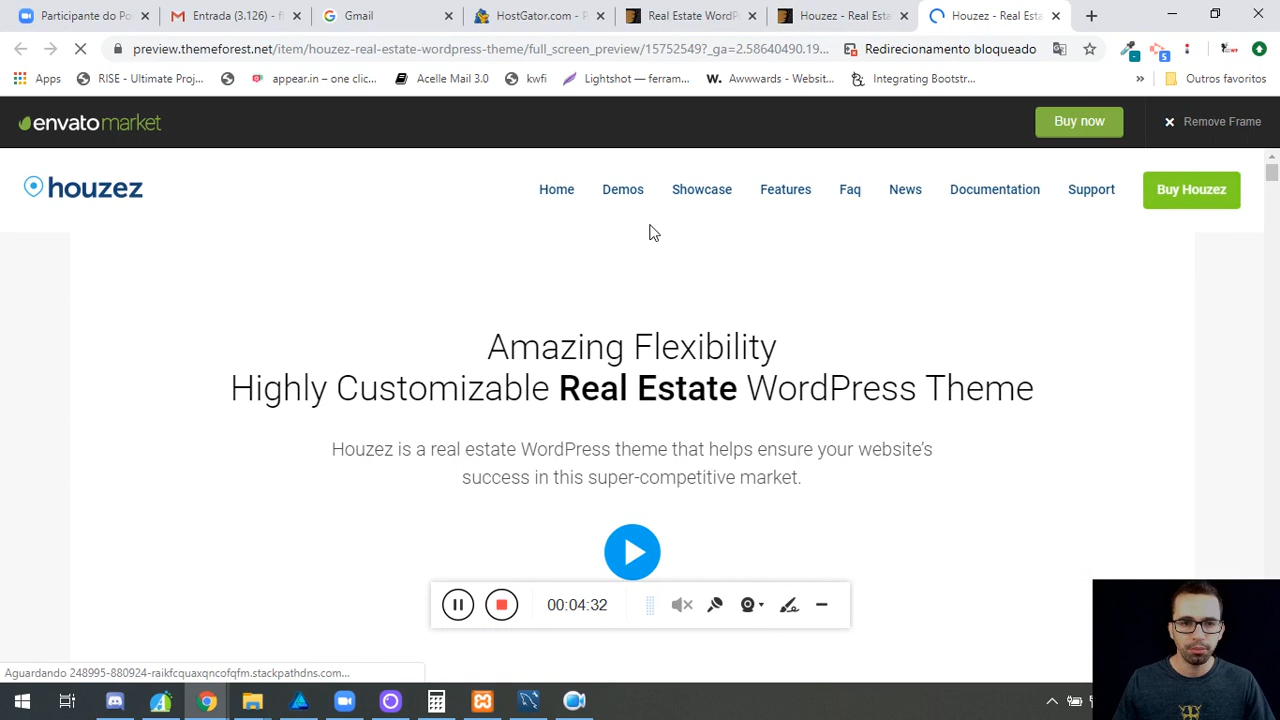 Participante do Po
Entrada (3.126) - f
Gmail
HostGator.com - P
Real Estate WordP
Houzez - Real Esta
Houzez - Real Esta
preview.themeforest.net/item/houzez-real-estate-wordpress-theme/full_screen_preview/15752549?_ga=2.58640490.19...
Redirecionamento bloqueado
Apps
RISE - Ultimate Proj...
appear.in – one clic...
Acelle Mail 3.0
kwfi
Lightshot — ferram...
Awwwards - Websit...
Integrating Bootstr...
»
Outros favoritos
envatomarket
Buy now
Remove Frame
houzez
Home
Demos
Showcase
Features
Faq
News
Documentation
Support
Buy Houzez
Amazing Flexibility
Highly Customizable Real Estate WordPress Theme
Houzez is a real estate WordPress theme that helps ensure your website's
success in this super-competitive market.
00:04:32
Aguardando 248995-880924-raikfcquaxqncofqfm.stackpathdns.com...